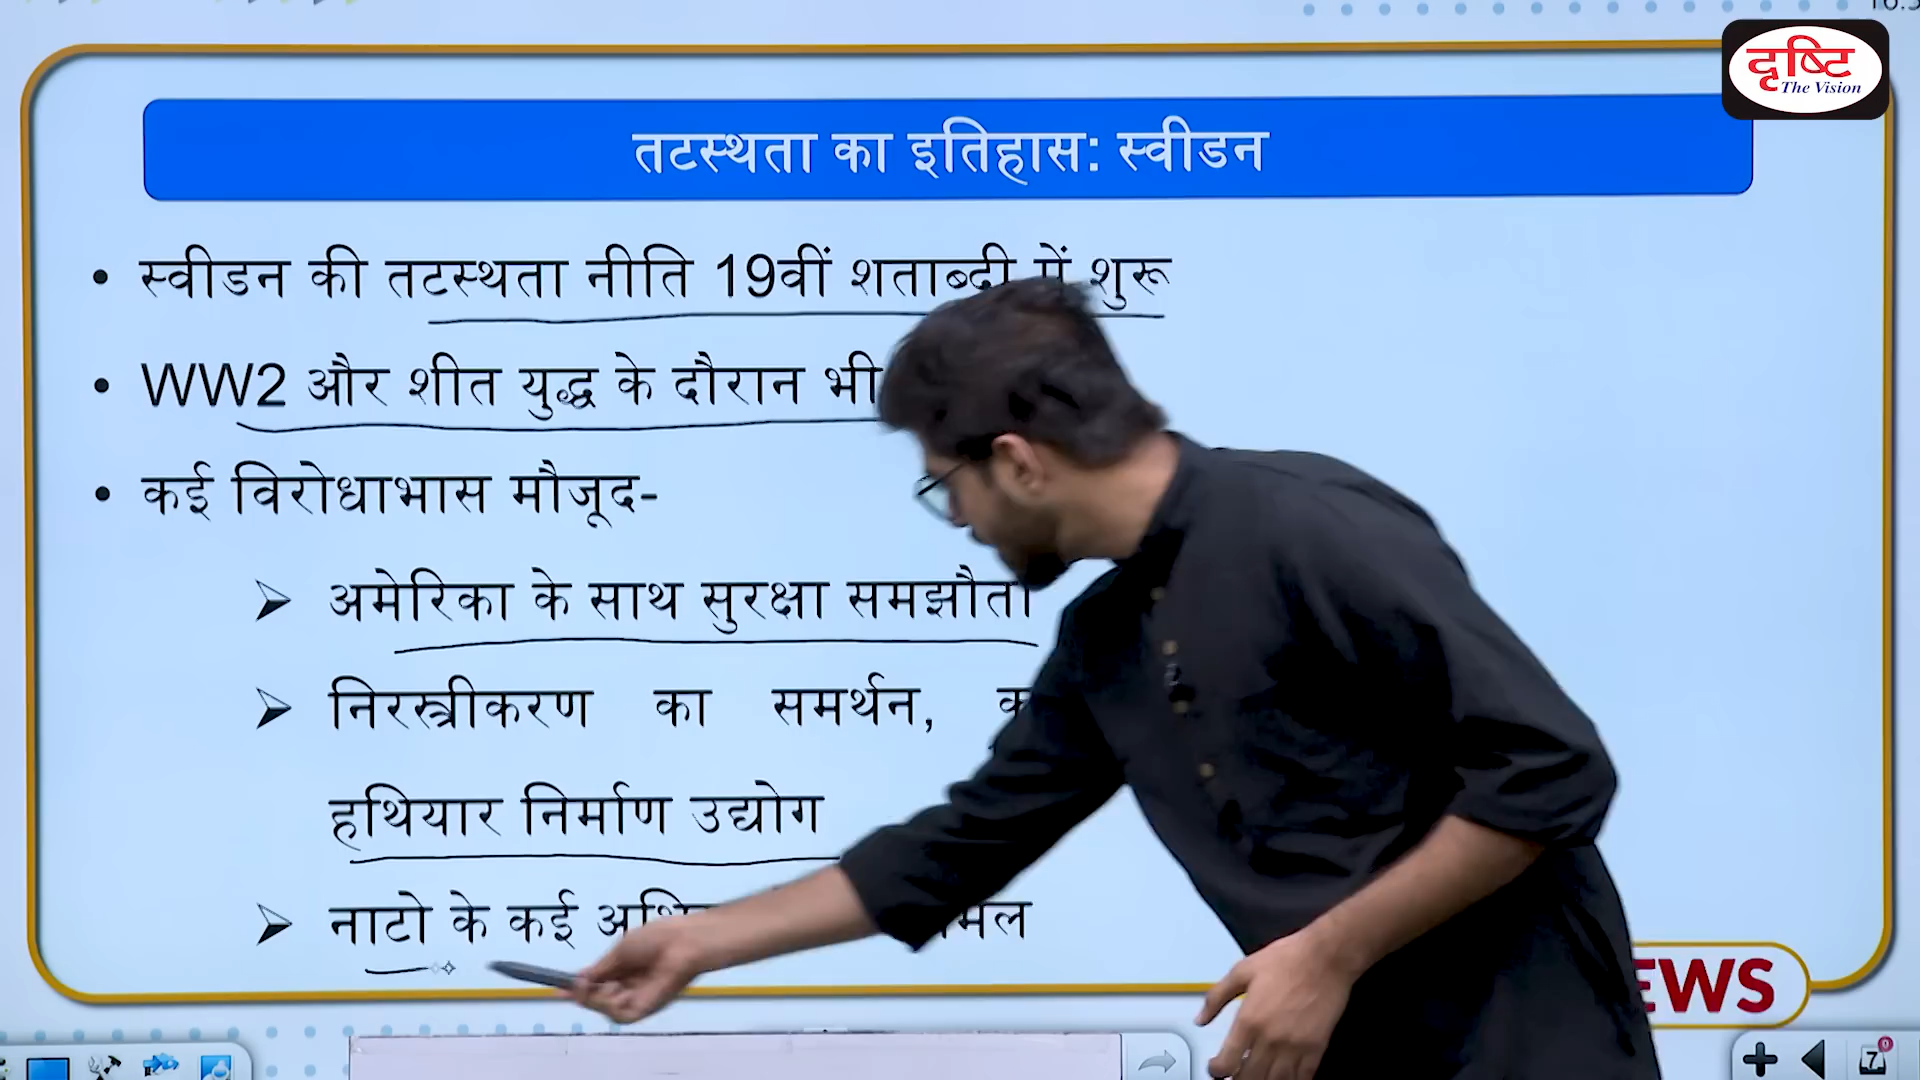 दृष्टि
The Vision
तटस्थता का इतिहास: स्वीडन
• स्वीडन की तटस्थता नीति 19वीं शताब्दी में शुरू
• WW2 और शीत युद्ध के दौरान भी
• कई विरोधाभास मौजूद-
➢ अमेरिका के साथ सुरक्षा समझौता
➢ निरस्त्रीकरण का समर्थन,
हथियार निर्माण उद्योग
➢ नाटो के कई